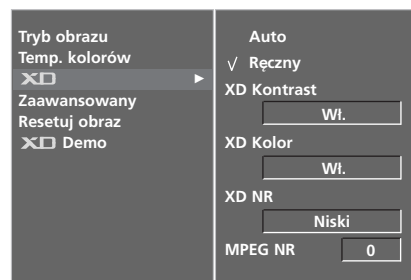 Tryb obrazu
Temp. kolorów
XD
Zaawansowany
Resetuj obraz
XD Demo
Auto
√ Ręczny
XD Kontrast
Wł.
XD Kolor
Wł.
XD NR
Niski
MPEG NR 0